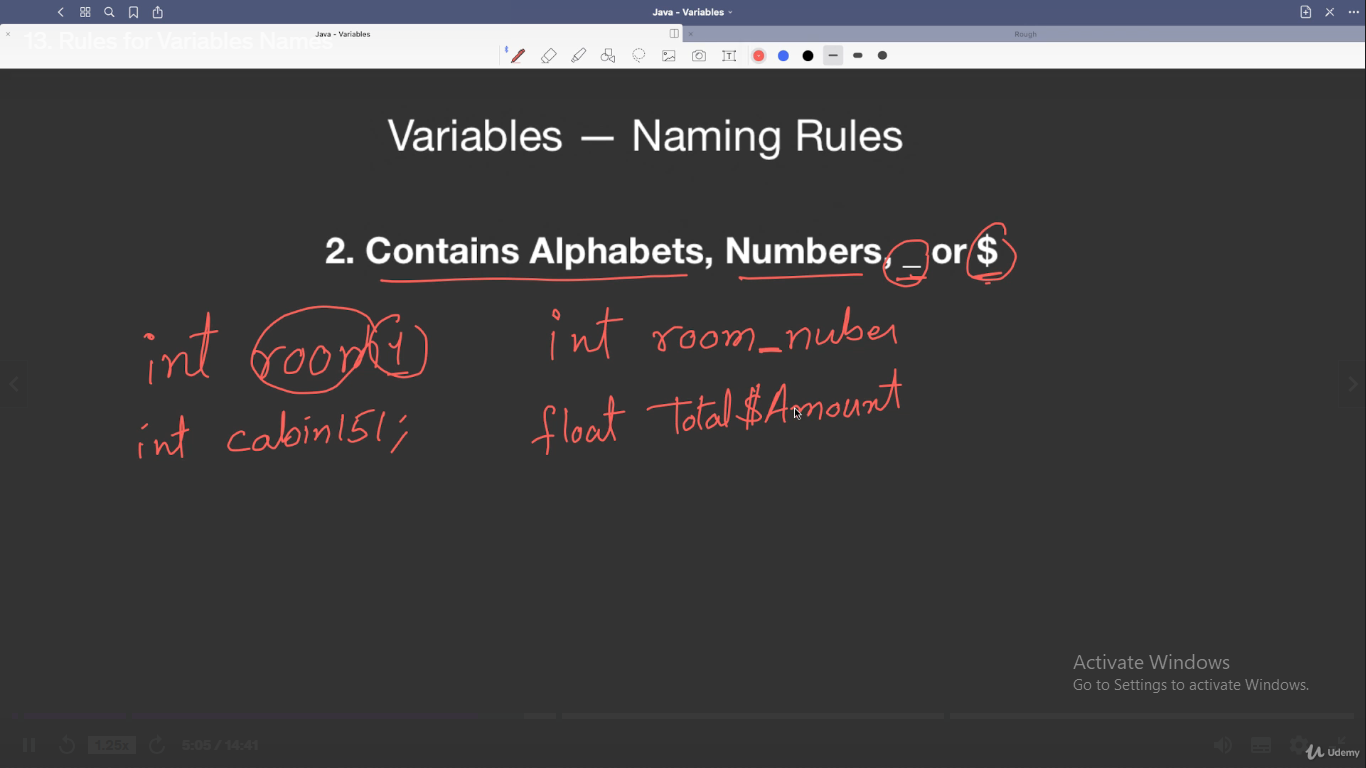 Java - Variables
Java - Variables
Rough
13. Rules for Variables Names
Variables — Naming Rules
2. Contains Alphabets, Numbers, _ or $
int room1
int room_nuber
int cabin151;
float Total$Amount
Activate Windows
Go to Settings to activate Windows.
1.25x
5:05 / 14:41
Udemy